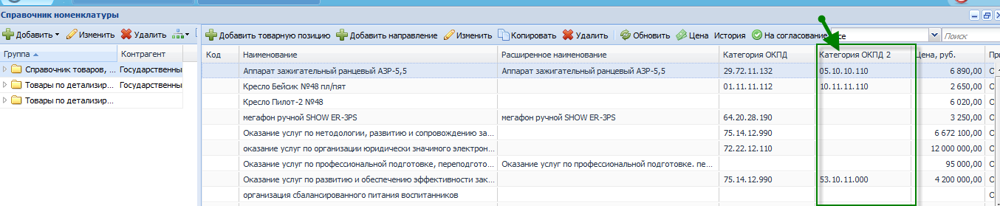 Справочник номенклатуры
Добавить Изменить Удалить Добавить товарную позицию Добавить направление Изменить Копировать Удалить Обновить Цена История На согласование се Поиск
Группа Контрагент Код Наименование Расширенное наименование Категория ОКПД Категория ОКПД 2 Цена, руб. Пр
Справочник товаров, ... Государственны Аппарат зажигательный ранцевый АЗР-5,5 Аппарат зажигательный ранцевый АЗР-5,5 29.72.11.132 05.10.10.110 6 890,00 О
Товары по детализир... Государственны Кресло Бейсик №48 пл/пят 01.11.11.112 10.11.11.110 2 650,00 О
Товары по детализир... Кресло Пилот-2 №48 6 020,00 О
мегафон ручной SHOW ER-3PS мегафон ручной SHOW ER-3PS 64.20.28.190 3 250,00 О
Оказание услуг по методологии, развитию и сопровождению за... 75.14.12.990 6 672 100,00 О
оказание услуг по организации юридически значимого электрон... 72.22.12.110 12 000 000,00 О
Оказание услуг по профессиональной подготовке, переподгото... Оказание услуг по профессиональной подготовке. пе... 95 000,00 О
Оказание услуг по развитию и обеспечению эффективности зак... 75.14.12.990 53.10.11.000 4 200 000,00 О
организация сбалансированного питания воспитанников О